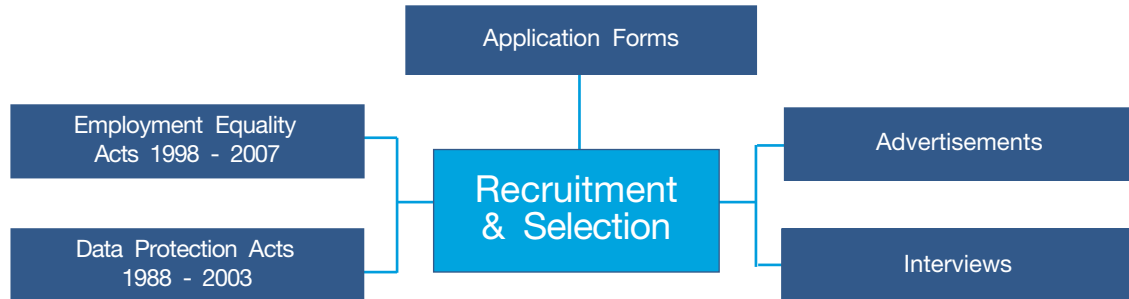 Application Forms
Employment Equality
Acts 1998 - 2007
Advertisements
Recruitment
& Selection
Data Protection Acts
1988 - 2003
Interviews